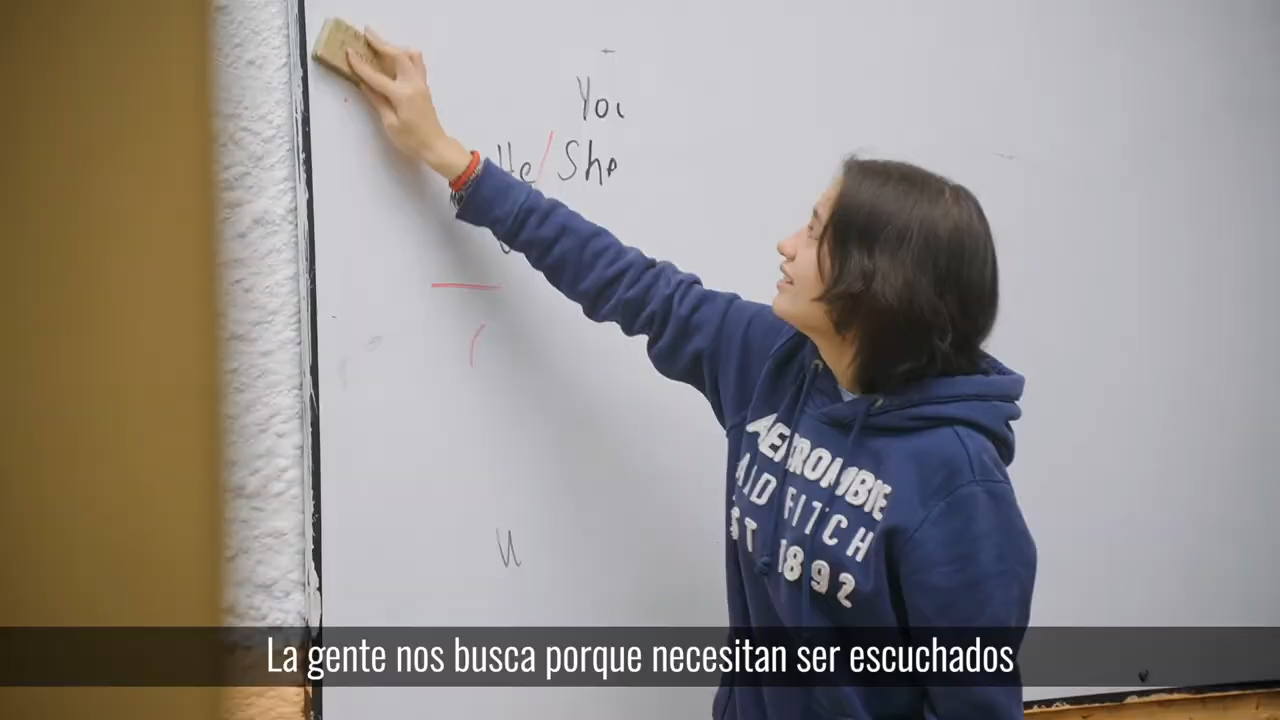 You
He/She
U
ABERCROMBIE
AND FITCH
EST. 1892
La gente nos busca porque necesitan ser escuchados